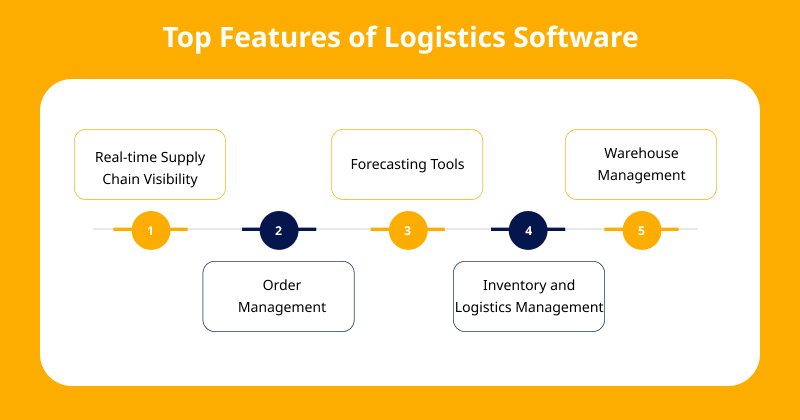 Top Features of Logistics Software
Real-time Supply
Chain Visibility
Forecasting Tools
Warehouse
Management
1
2
3
4
5
Order
Management
Inventory and
Logistics Management